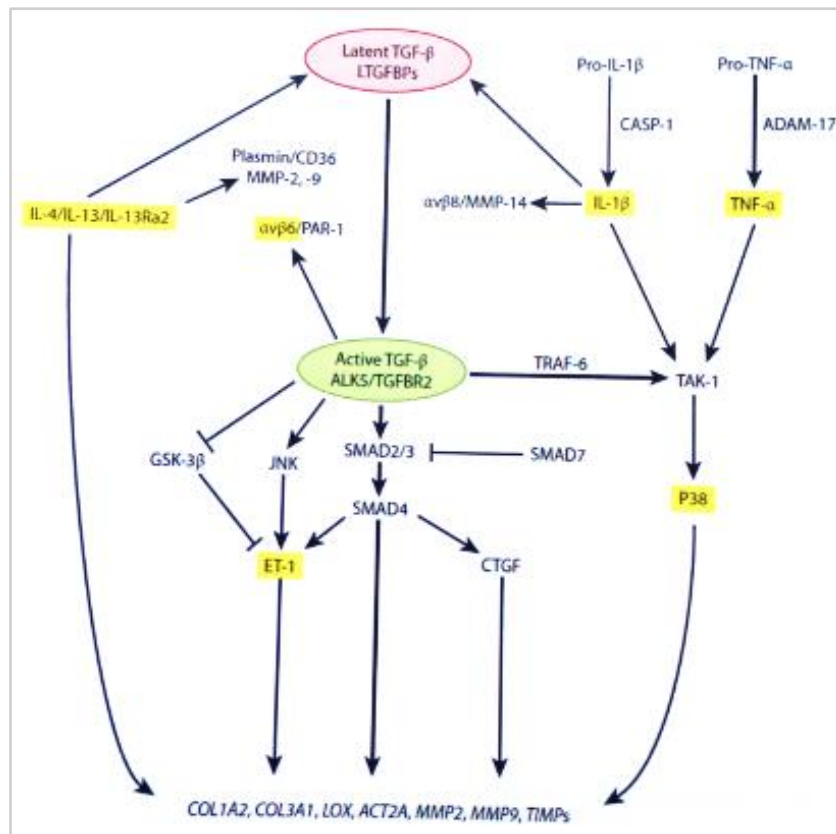 Latent TGF-β
LTGFBPs
Pro-IL-1β
Pro-TNF-α
CASP-1
ADAM-17
Plasmin/CD36
MMP-2, -9
IL-4/IL-13/IL-13Ra2
αvβ8/MMP-14
IL-1β
TNF-α
αvβ6/PAR-1
Active TGF-β
ALK5/TGFBR2
TRAF-6
TAK-1
GSK-3β
JNK
SMAD2/3
SMAD7
P38
SMAD4
ET-1
CTGF
COL1A2, COL3A1, LOX, ACT2A, MMP2, MMP9, TIMPs